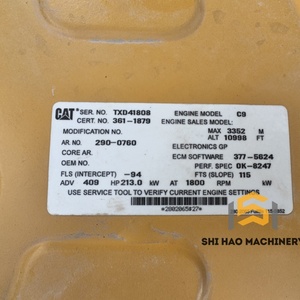 CAT SER. NO. TXD41808 ENGINE MODEL C9
CERT. NO. 361-1879 ENGINE SALES MODEL:
MODIFICATION NO. MAX 3352 M
ALT 10998 FT
AR.NO. 290-0760 ELECTRONICS GP
CORE AR. ECM SOFTWARE 377-5624
OEM NO. PERF. SPEC 0K-8247
FLS (INTERCEPT) -94 FTS (SLOPE) 115
ADV 409 HP 213.0 kW AT 1800 RPM kW
USE SERVICE TOOL TO VERIFY CURRENT ENGINE SETTINGS
*2002065#27*
SHI HAO MACHINERY